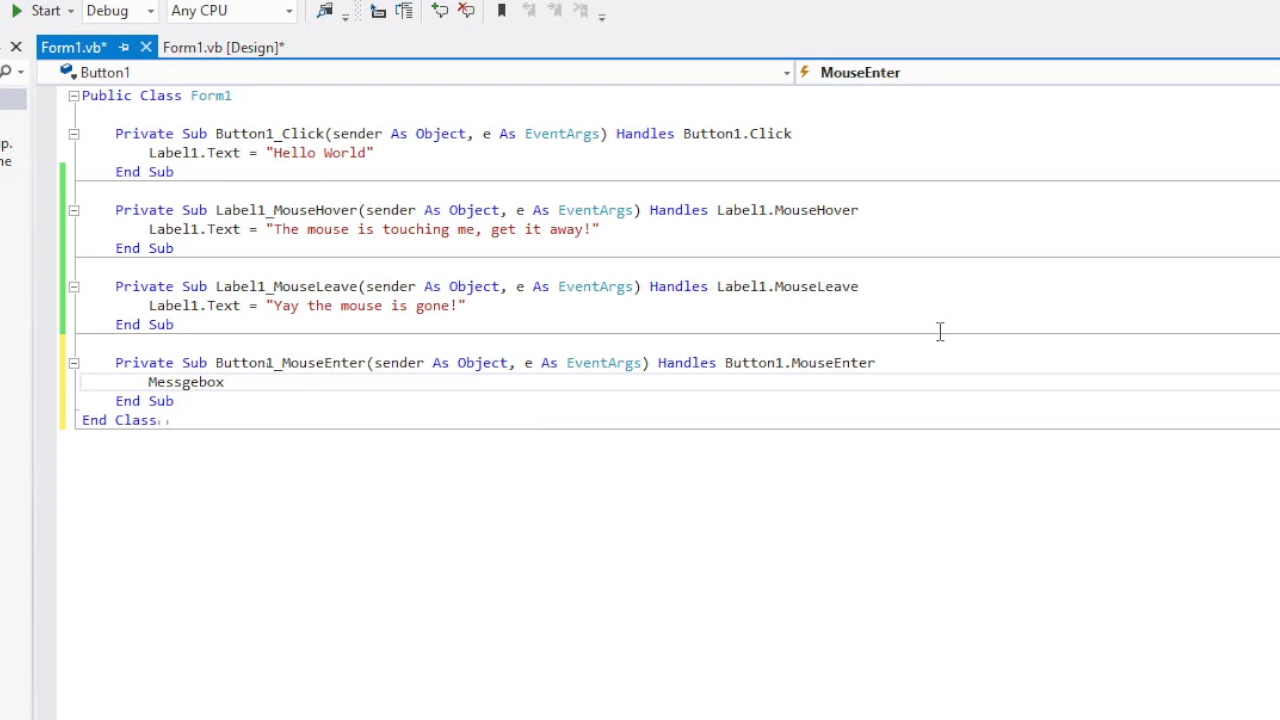 Start Debug Any CPU
Form1.vb* Form1.vb [Design]*
Button1 MouseEnter
Public Class Form1
Private Sub Button1_Click(sender As Object, e As EventArgs) Handles Button1.Click
p.
Label1.Text = "Hello World"
ne
End Sub
Private Sub Label1_MouseHover(sender As Object, e As EventArgs) Handles Label1.MouseHover
Label1.Text = "The mouse is touching me, get it away!"
End Sub
Private Sub Label1_MouseLeave(sender As Object, e As EventArgs) Handles Label1.MouseLeave
Label1.Text = "Yay the mouse is gone!"
End Sub
Private Sub Button1_MouseEnter(sender As Object, e As EventArgs) Handles Button1.MouseEnter
Messgebox
End Sub
End Class